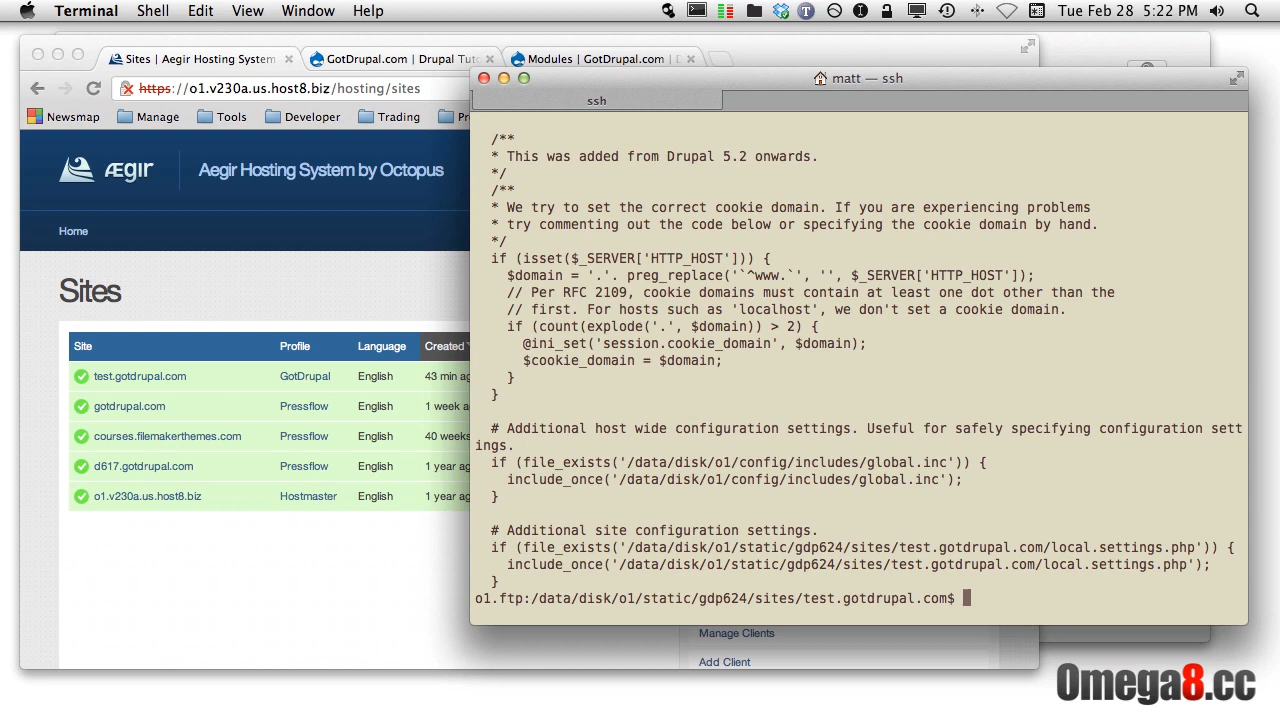 Terminal Shell Edit View Window Help
Tue Feb 28 5:22 PM
Sites | Aegir Hosting System
GotDrupal.com | Drupal Tut
Modules | GotDrupal.com |
https://o1.v230a.us.host8.biz/hosting/sites
Newsmap Manage Tools Developer Trading
ÆGIR
Aegir Hosting System by Octopus
Home
Sites
Site Profile Language Created
test.gotdrupal.com GotDrupal English 43 min ag
gotdrupal.com Pressflow English 1 week a
courses.filemakerthemes.com Pressflow English 40 weeks
d617.gotdrupal.com Pressflow English 1 year ag
o1.v230a.us.host8.biz Hostmaster English 1 year ag
matt — ssh
ssh
/**
* This was added from Drupal 5.2 onwards.
*/
/**
* We try to set the correct cookie domain. If you are experiencing problems
* try commenting out the code below or specifying the cookie domain by hand.
*/
if (isset($_SERVER['HTTP_HOST'])) {
$domain = '.'. preg_replace('`^www.`', '', $_SERVER['HTTP_HOST']);
// Per RFC 2109, cookie domains must contain at least one dot other than the
// first. For hosts such as 'localhost', we don't set a cookie domain.
if (count(explode('.', $domain)) > 2) {
@ini_set('session.cookie_domain', $domain);
$cookie_domain = $domain;
}
}
# Additional host wide configuration settings. Useful for safely specifying configuration sett
ings.
if (file_exists('/data/disk/o1/config/includes/global.inc')) {
include_once('/data/disk/o1/config/includes/global.inc');
}
# Additional site configuration settings.
if (file_exists('/data/disk/o1/static/gdp624/sites/test.gotdrupal.com/local.settings.php')) {
include_once('/data/disk/o1/static/gdp624/sites/test.gotdrupal.com/local.settings.php');
}
o1.ftp:/data/disk/o1/static/gdp624/sites/test.gotdrupal.com$
Manage Clients
Add Client
Omega8.cc